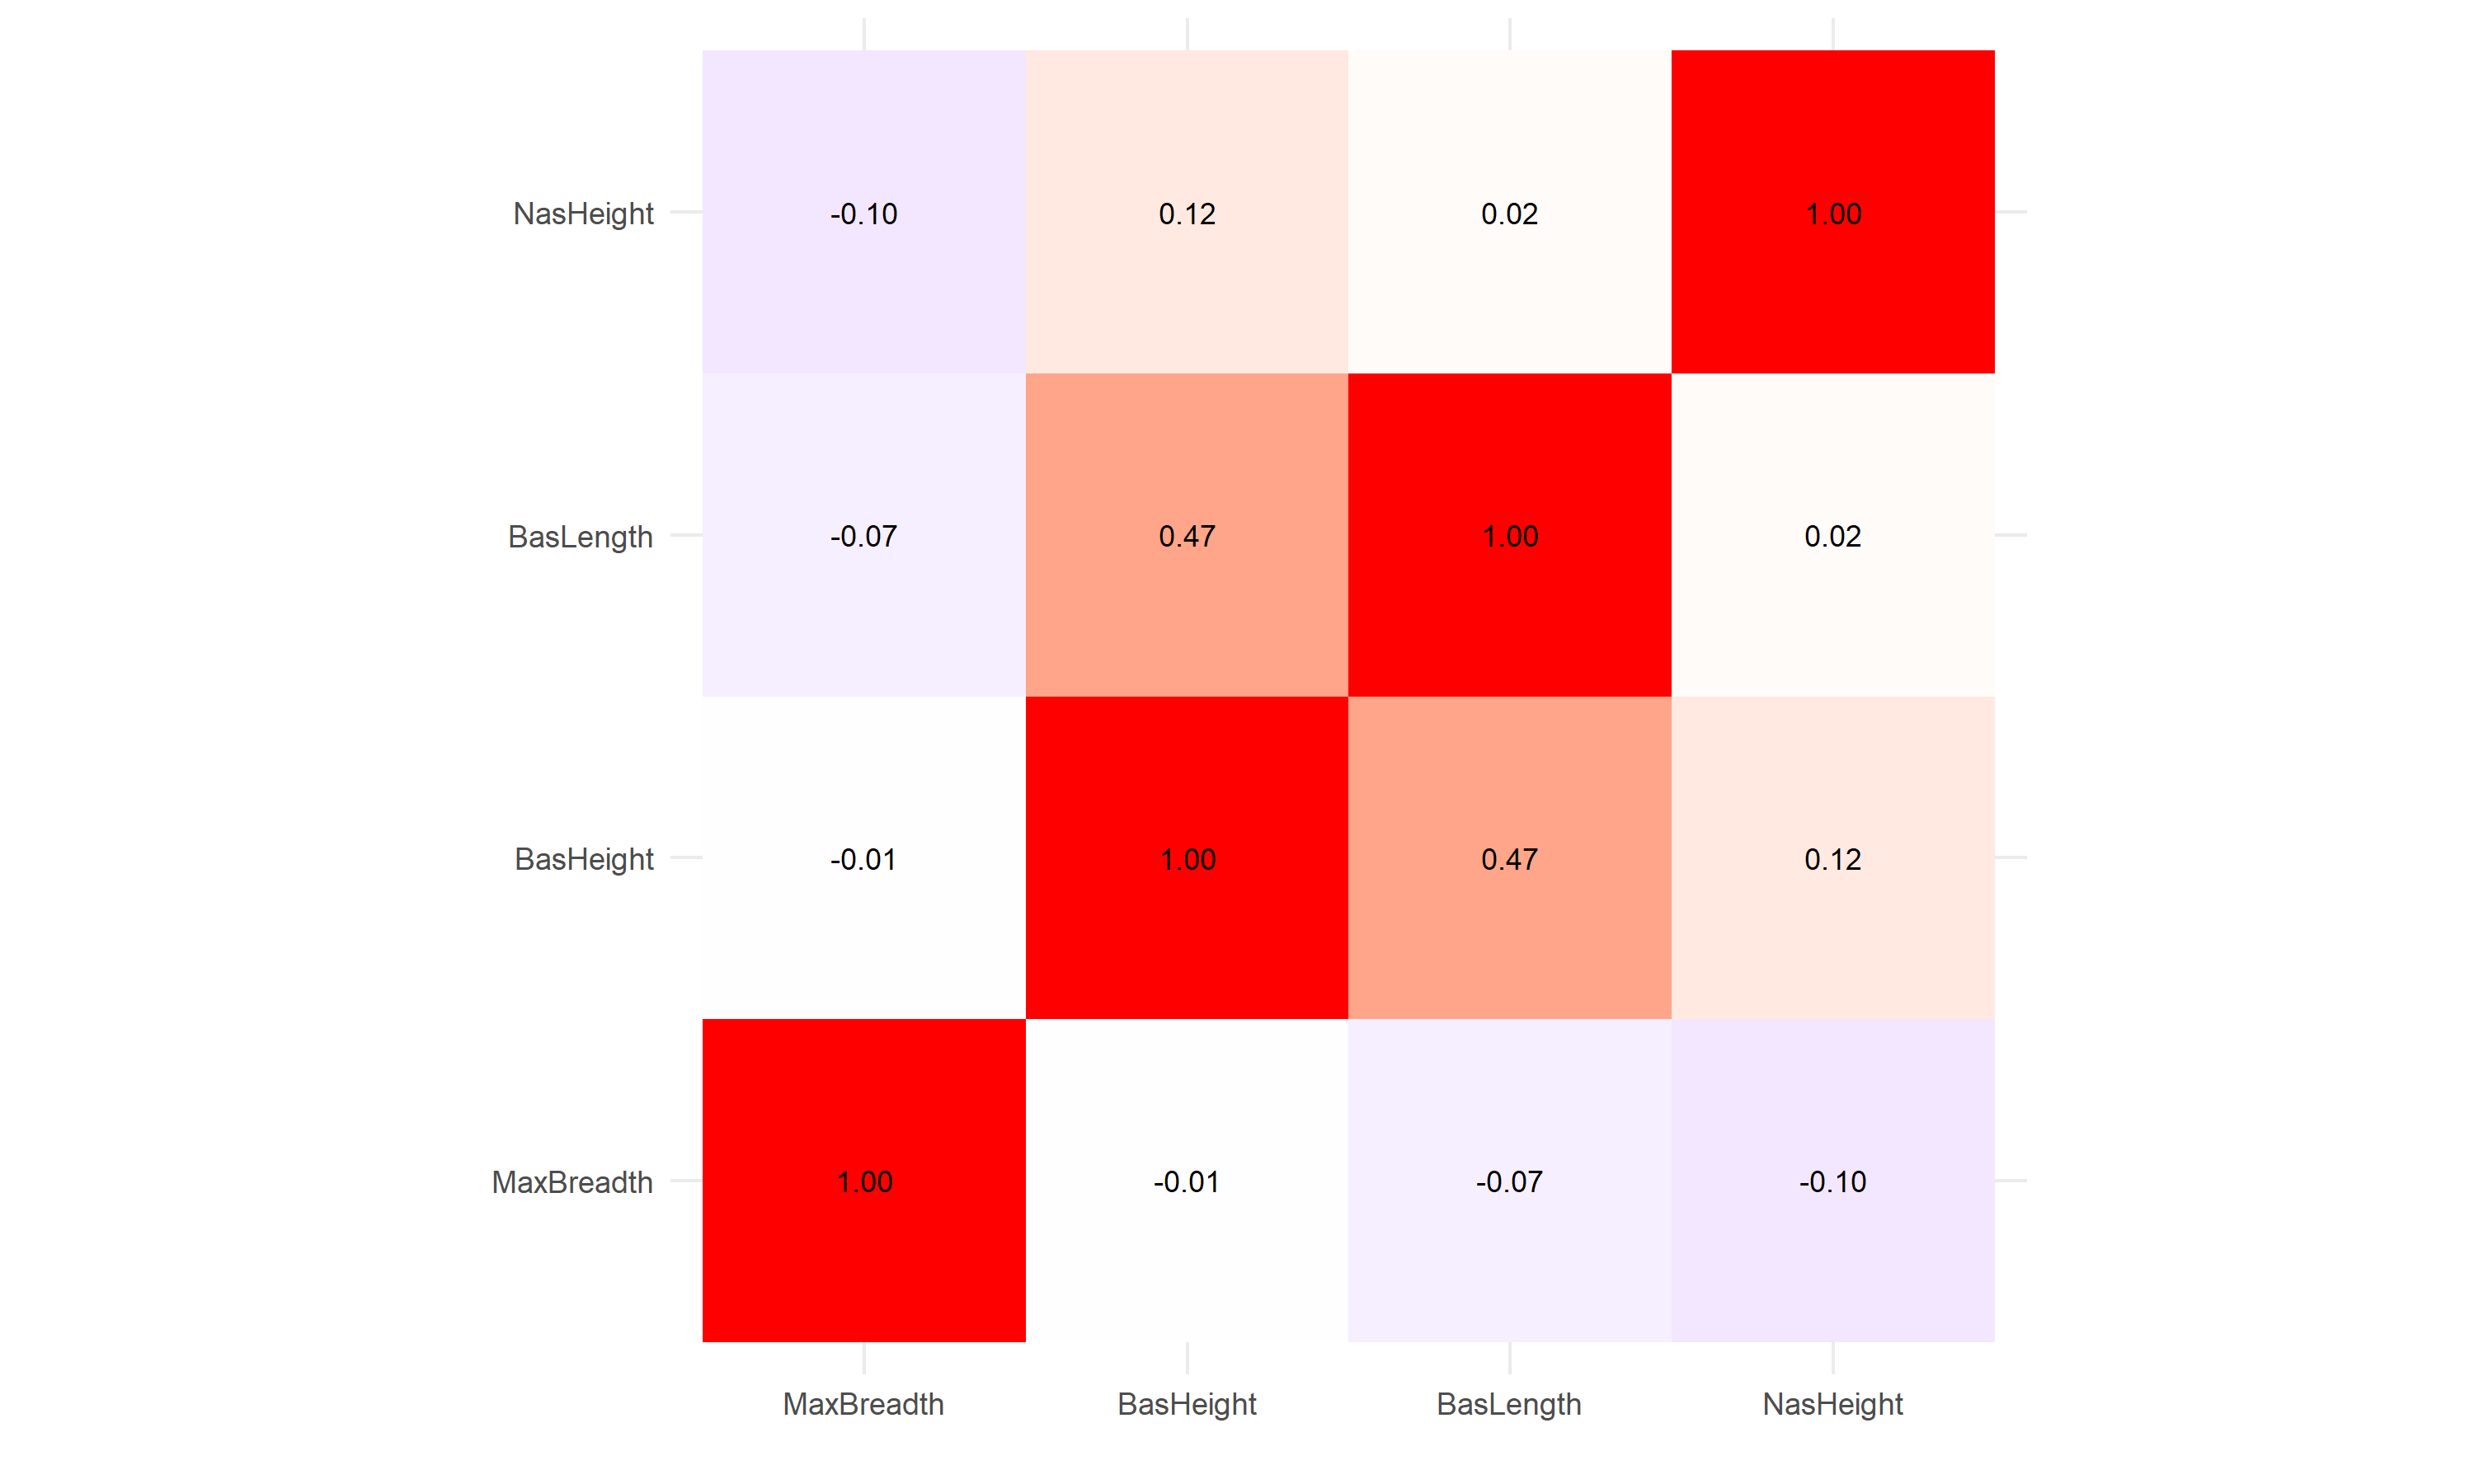 NasHeight -0.10 0.12 0.02 1.00
BasLength -0.07 0.47 1.00 0.02
BasHeight -0.01 1.00 0.47 0.12
MaxBreadth 1.00 -0.01 -0.07 -0.10
MaxBreadth BasHeight BasLength NasHeight